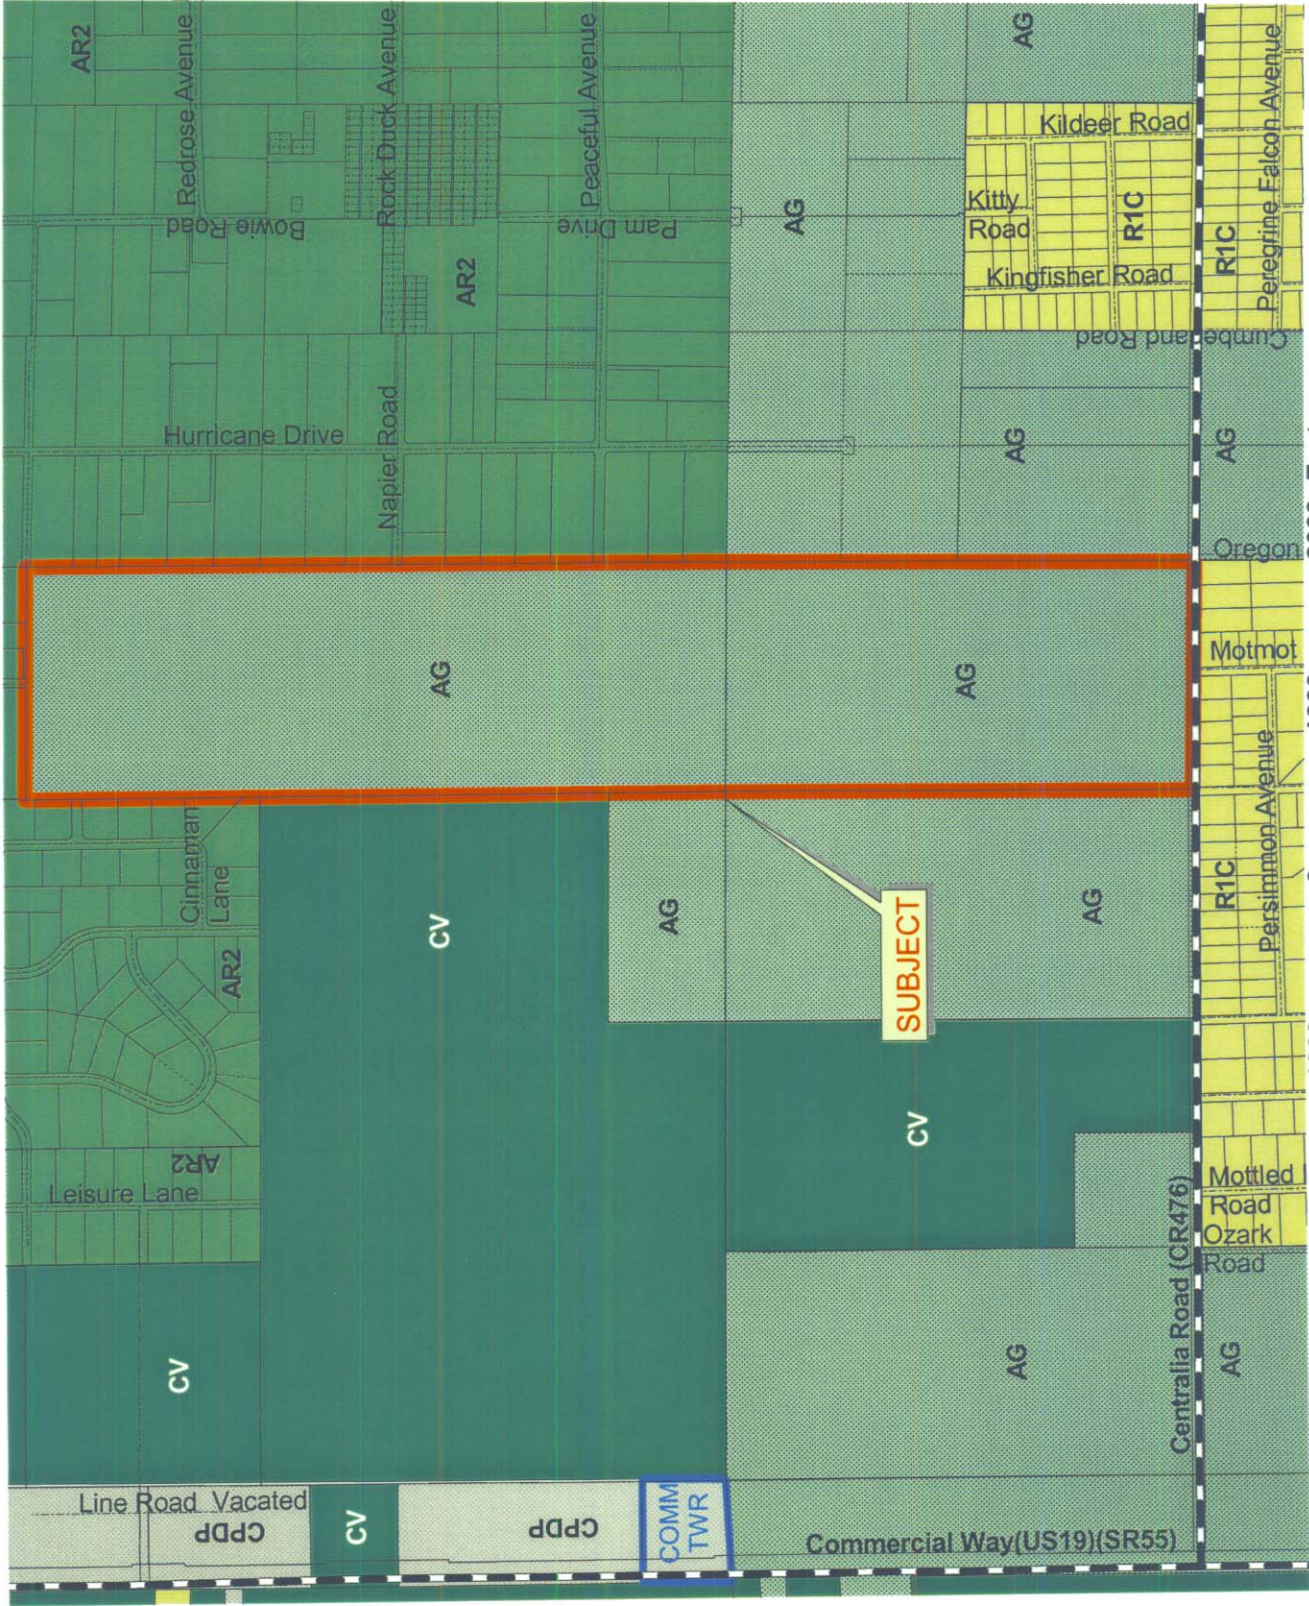 AR2
Redrose Avenue
Rock Duck Avenue
Peaceful Avenue
AG
Kildeer Road
Peregrine Falcon Avenue
Bowie Road
Pam Drive
AG
Kitty
Road
R1C
R1C
AR2
Kingfisher Road
Cumberland Road
Hurricane Drive
Napier Road
AG
AG
Oregon
AG
AG
Motmot
Persimmon Avenue
Cinnaman
Lane
AR2
CV
AG
AG
R1C
SUBJECT
AR2
Leisure Lane
CV
Mottled
Road
Ozark
Road
CV
AG
Centralia Road (CR476)
AG
Line Road Vacated
CPDP
CV
CPDP
COMM
TWR
Commercial Way(US19)(SR55)